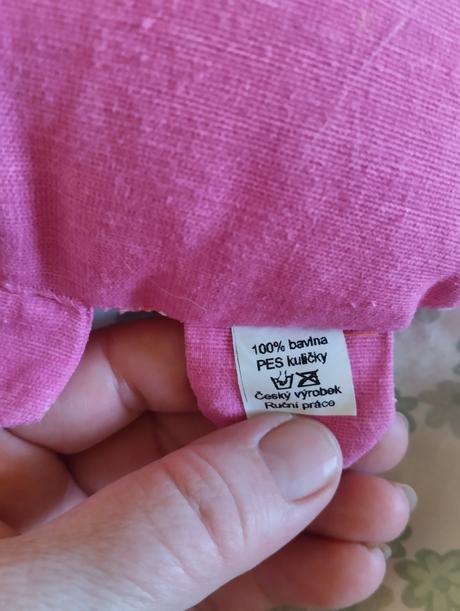 100% bavlna
PES kuličky
Český výrobek
Ruční práce